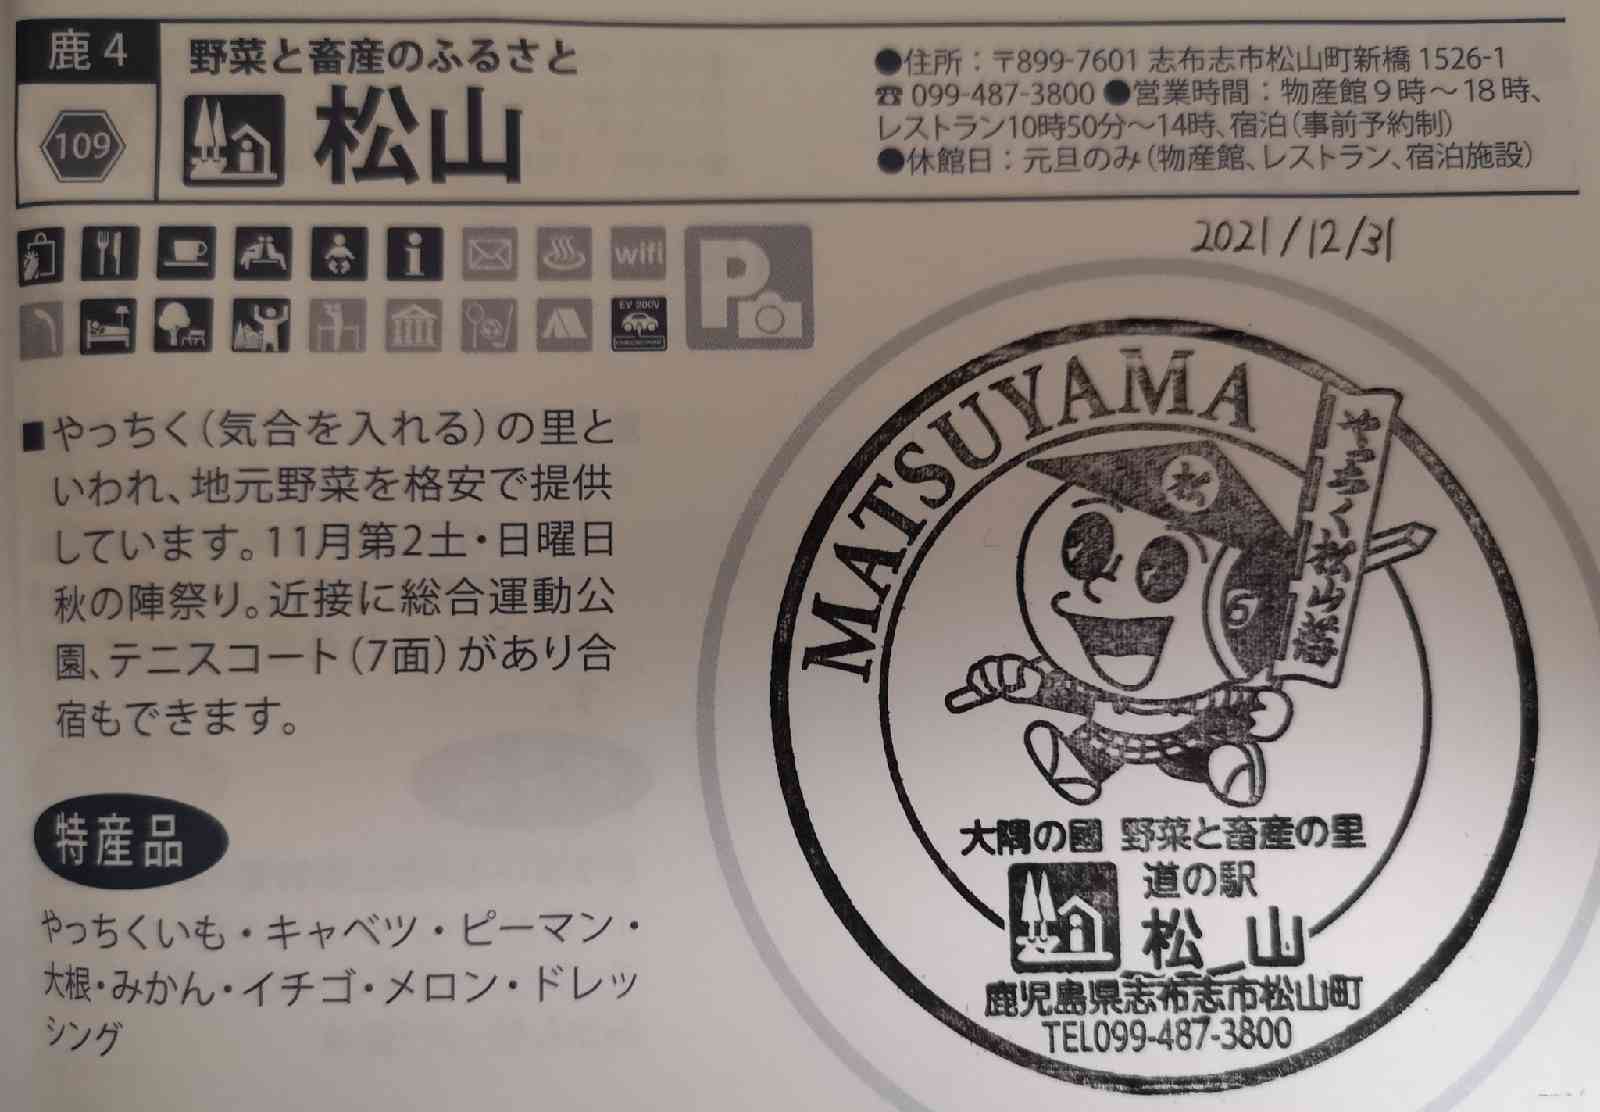 鹿4
109
野菜と畜産のふるさと
松山
●住所：〒899-7601 志布志市松山町新橋1526-1
☎ 099-487-3800 ●営業時間：物産館９時～18時、
レストラン10時50分～14時、宿泊（事前予約制）
●休館日：元旦のみ（物産館、レストラン、宿泊施設）
2021/12/31
wifi
P
EV 200V
■やっちく（気合を入れる）の里と
いわれ、地元野菜を格安で提供
しています。11月第2土・日曜日
秋の陣祭り。近接に総合運動公
園、テニスコート（7面）があり合
宿もできます。
特産品
やっちくいも・キャベツ・ピーマン・
大根・みかん・イチゴ・メロン・ドレッ
シング
MATSUYAMA
松
やっちく松山藩
大隅の國 野菜と畜産の里
道の駅
松山
鹿児島県志布志市松山町
TEL099-487-3800